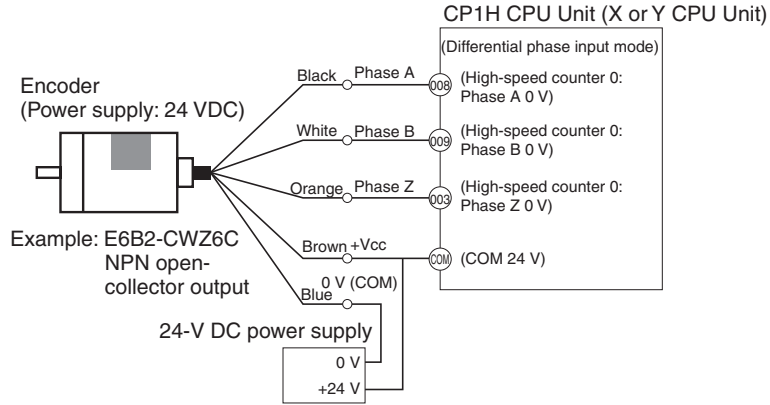 CP1H CPU Unit (X or Y CPU Unit)
(Differential phase input mode)
Encoder
(Power supply: 24 VDC)
Black Phase A 008 (High-speed counter 0:
Phase A 0 V)
White Phase B 009 (High-speed counter 0:
Phase B 0 V)
Orange Phase Z 003 (High-speed counter 0:
Phase Z 0 V)
Example: E6B2-CWZ6C
NPN open-
collector output
Brown +Vcc COM (COM 24 V)
0 V (COM)
Blue
24-V DC power supply
0 V
+24 V